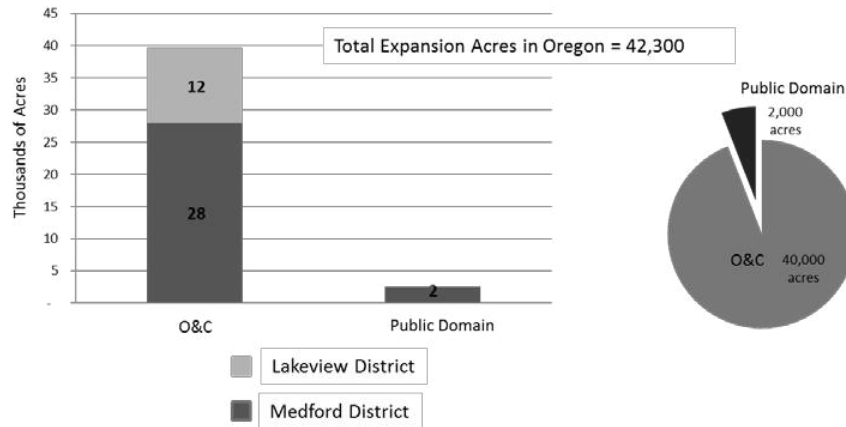 Total Expansion Acres in Oregon = 42,300
Thousands of Acres
45
40
35
30
25
20
15
10
5
-
12
28
2
O&C
Public Domain
Lakeview District
Medford District
Public Domain
2,000
acres
O&C 40,000
acres